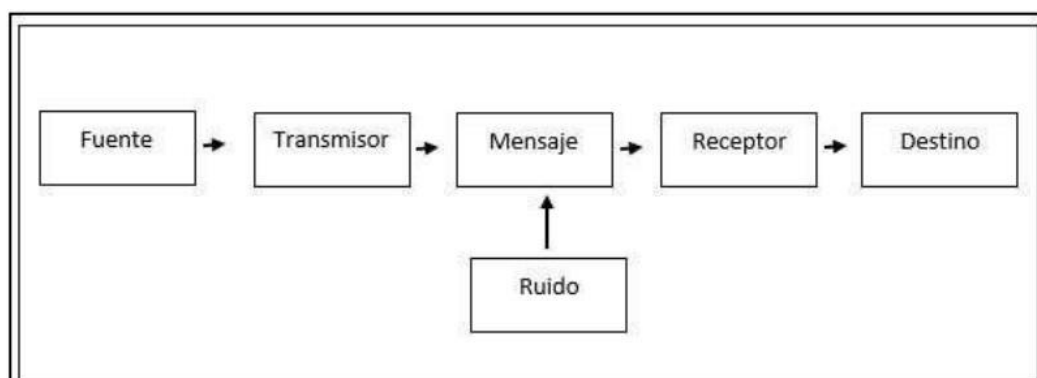 Fuente
Transmisor
Mensaje
Receptor
Destino
Ruido